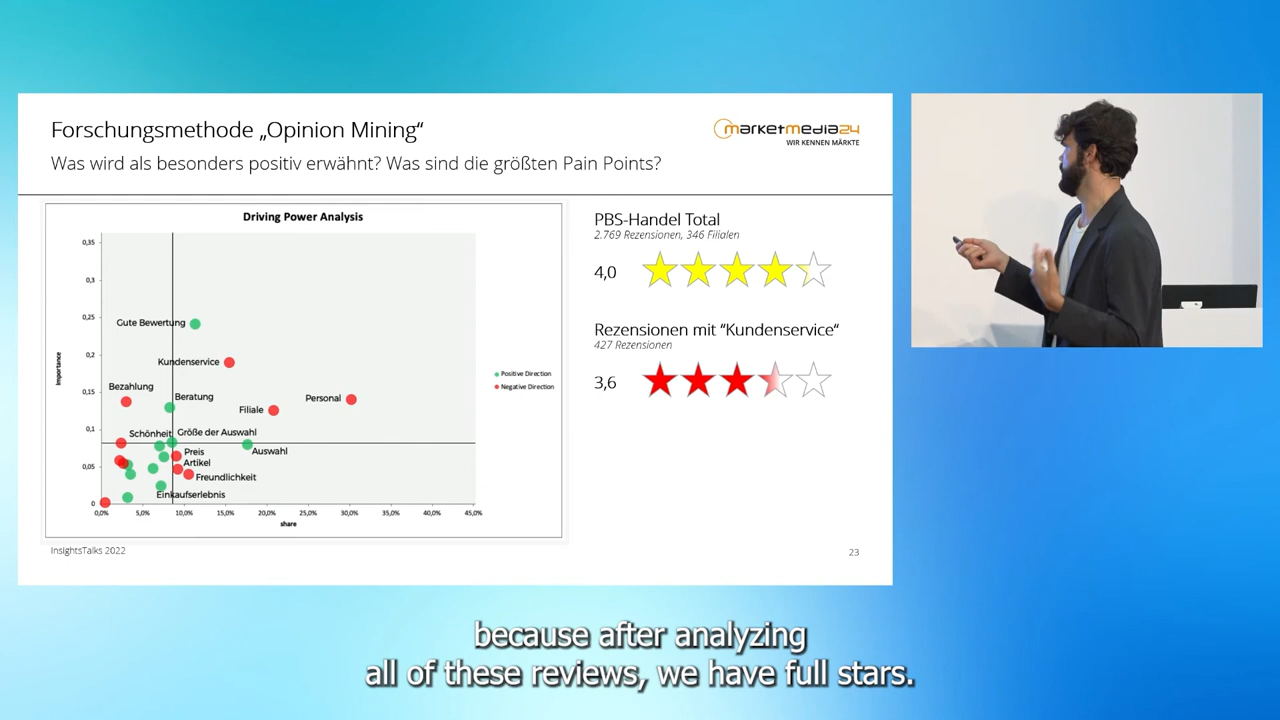 Forschungsmethode „Opinion Mining“
Was wird als besonders positiv erwähnt? Was sind die größten Pain Points?
marketmedia24
WIR KENNEN MÄRKTE
Driving Power Analysis
0,35
0,3
0,25
0,2
0,15
0,1
0,05
0
Importance
Gute Bewertung
Kundenservice
Bezahlung
Beratung
Personal
Filiale
Schönheit
Größe der Auswahl
Auswahl
Preis
Artikel
Freundlichkeit
Einkaufserlebnis
0,0% 5,0% 10,0% 15,0% 20,0% 25,0% 30,0% 35,0% 40,0% 45,0%
share
Positive Direction
Negative Direction
PBS-Handel Total
2.769 Rezensionen, 346 Filialen
4,0
Rezensionen mit “Kundenservice”
427 Rezensionen
3,6
InsightsTalks 2022
23
because after analyzing
all of these reviews, we have full stars.